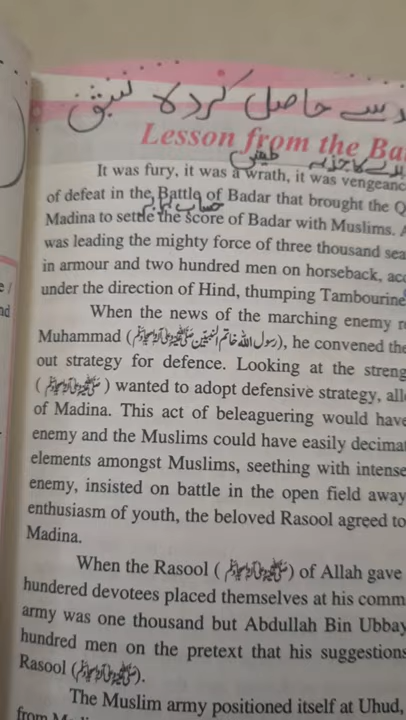 سے حاصل کردہ
Lesson from the Ba
طیش
It was fury, it was a wrath, it was vengeanc
of defeat in the Battle of Badar that brought the Q
Madina to settle the score of Badar with Muslims. A
was leading the mighty force of three thousand sea
in armour and two hundred men on horseback, acc
under the direction of Hind, thumping Tambourine
When the news of the marching enemy r
Muhammad (رسول اللہ خاتم النبیین ﷺ), he convened the
out strategy for defence. Looking at the streng
(ﷺ) wanted to adopt defensive strategy, all
of Madina. This act of beleaguering would have
enemy and the Muslims could have easily decimat
elements amongst Muslims, seething with intense
enemy, insisted on battle in the open field away
enthusiasm of youth, the beloved Rasool agreed to
Madina.
When the Rasool (ﷺ) of Allah gave
hundered devotees placed themselves at his comm
army was one thousand but Abdullah Bin Ubbay
hundred men on the pretext that his suggestions
Rasool (ﷺ).
The Muslim army positioned itself at Uhud,
from